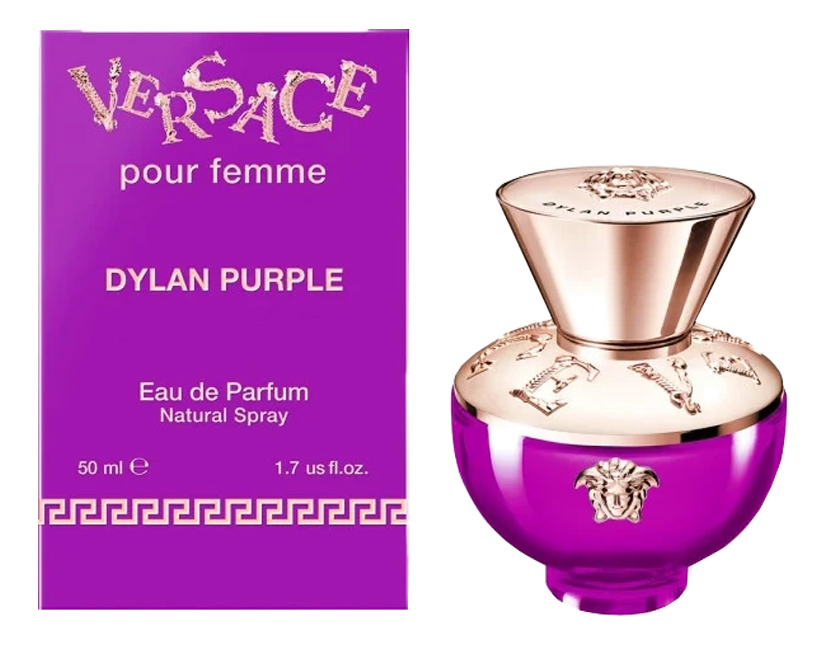 VERSACE
pour femme
DYLAN PURPLE
Eau de Parfum
Natural Spray
50 ml ℮ 1.7 us fl.oz.
DYLAN PURPLE